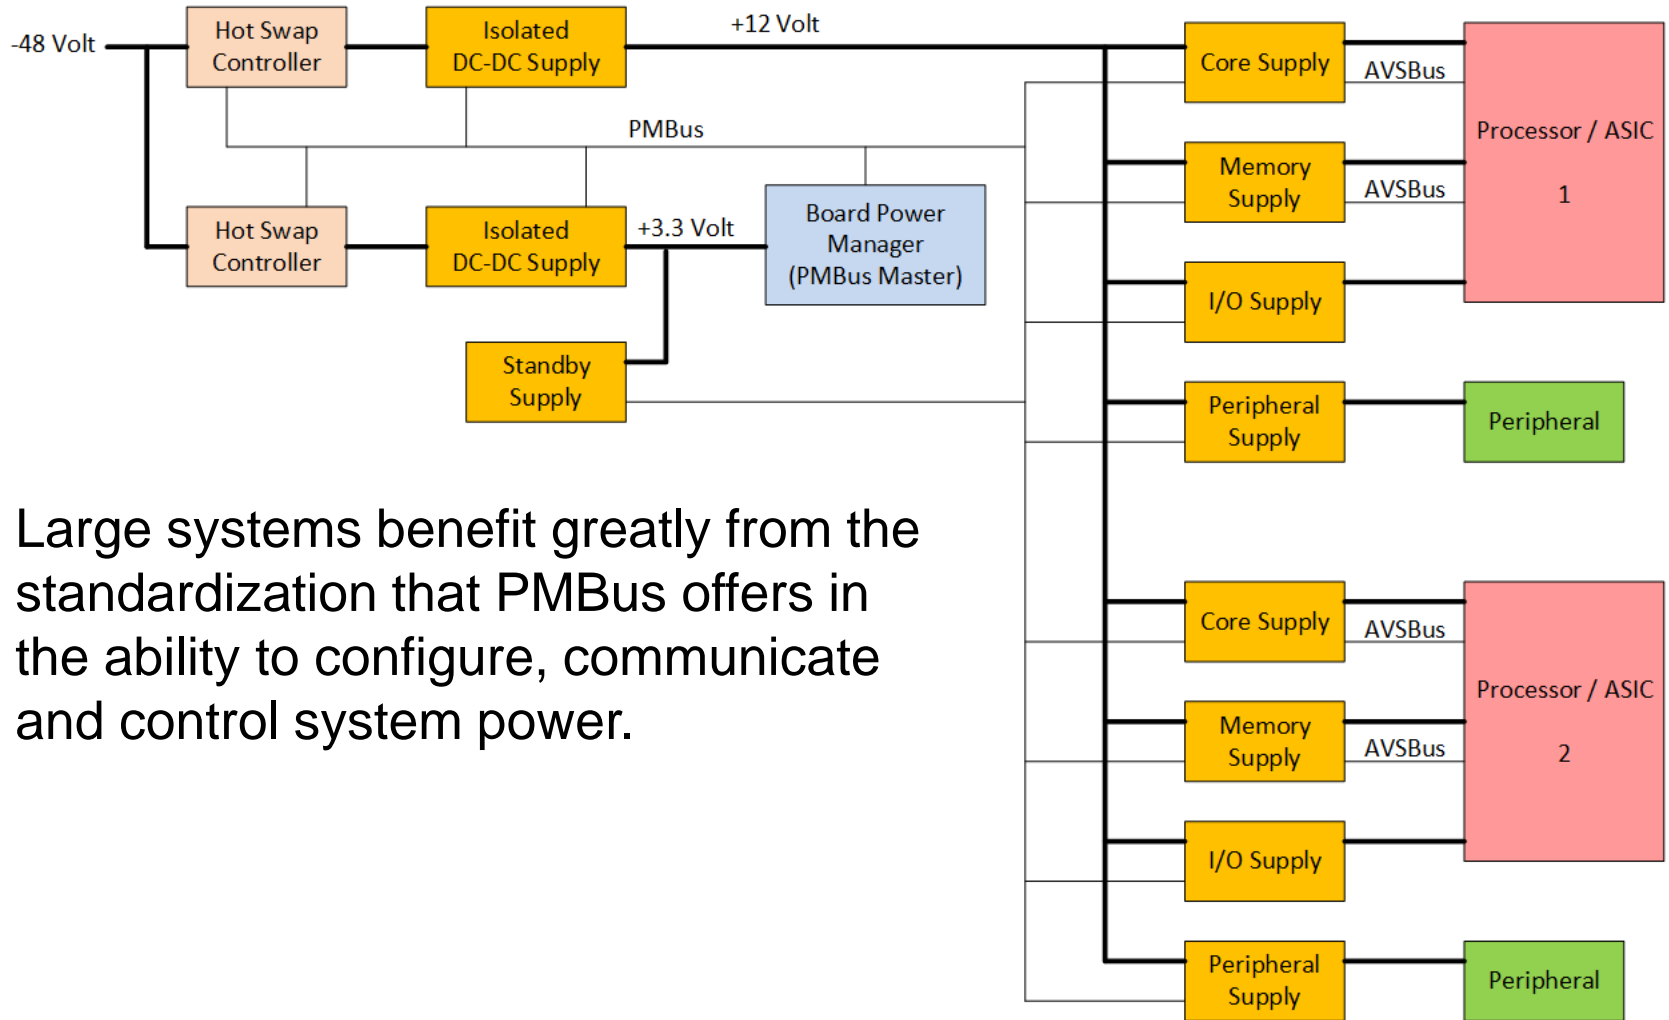 -48 Volt
Hot Swap
Controller
Isolated
DC-DC Supply
+12 Volt
PMBus
Hot Swap
Controller
Isolated
DC-DC Supply
+3.3 Volt
Board Power
Manager
(PMBus Master)
Standby
Supply
Core Supply
AVSBus
Memory
Supply
AVSBus
I/O Supply
Processor / ASIC
1
Peripheral
Supply
Peripheral
Large systems benefit greatly from the
standardization that PMBus offers in
the ability to configure, communicate
and control system power.
Core Supply
AVSBus
Memory
Supply
AVSBus
I/O Supply
Processor / ASIC
2
Peripheral
Supply
Peripheral